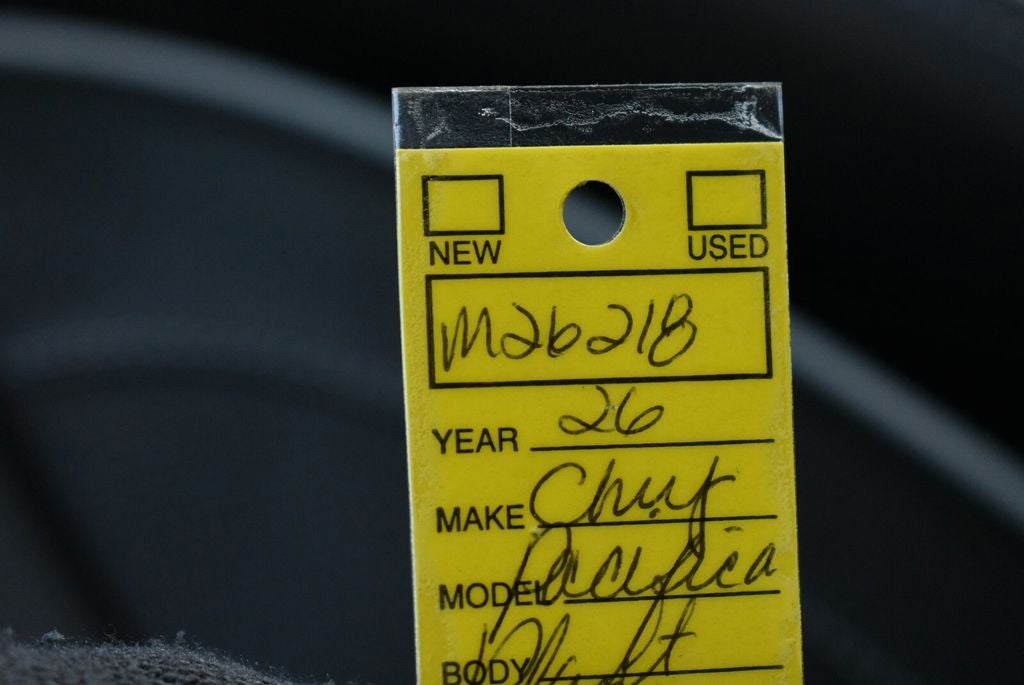 NEW USED
M26218
YEAR 26
MAKE Chry
MODEL Pacifica
BODY